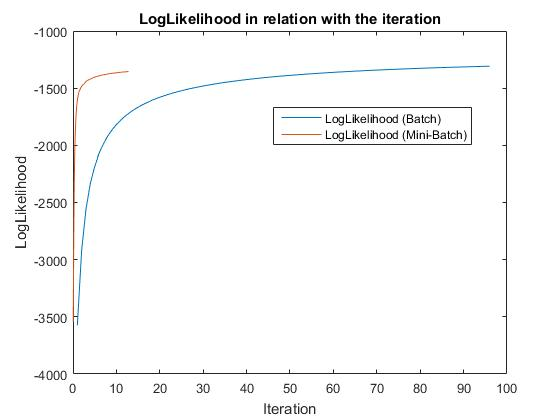 LogLikelihood in relation with the iteration
-1000
-1500
-2000
-2500
-3000
-3500
-4000
LogLikelihood
LogLikelihood (Batch)
LogLikelihood (Mini-Batch)
0 10 20 30 40 50 60 70 80 90 100
Iteration